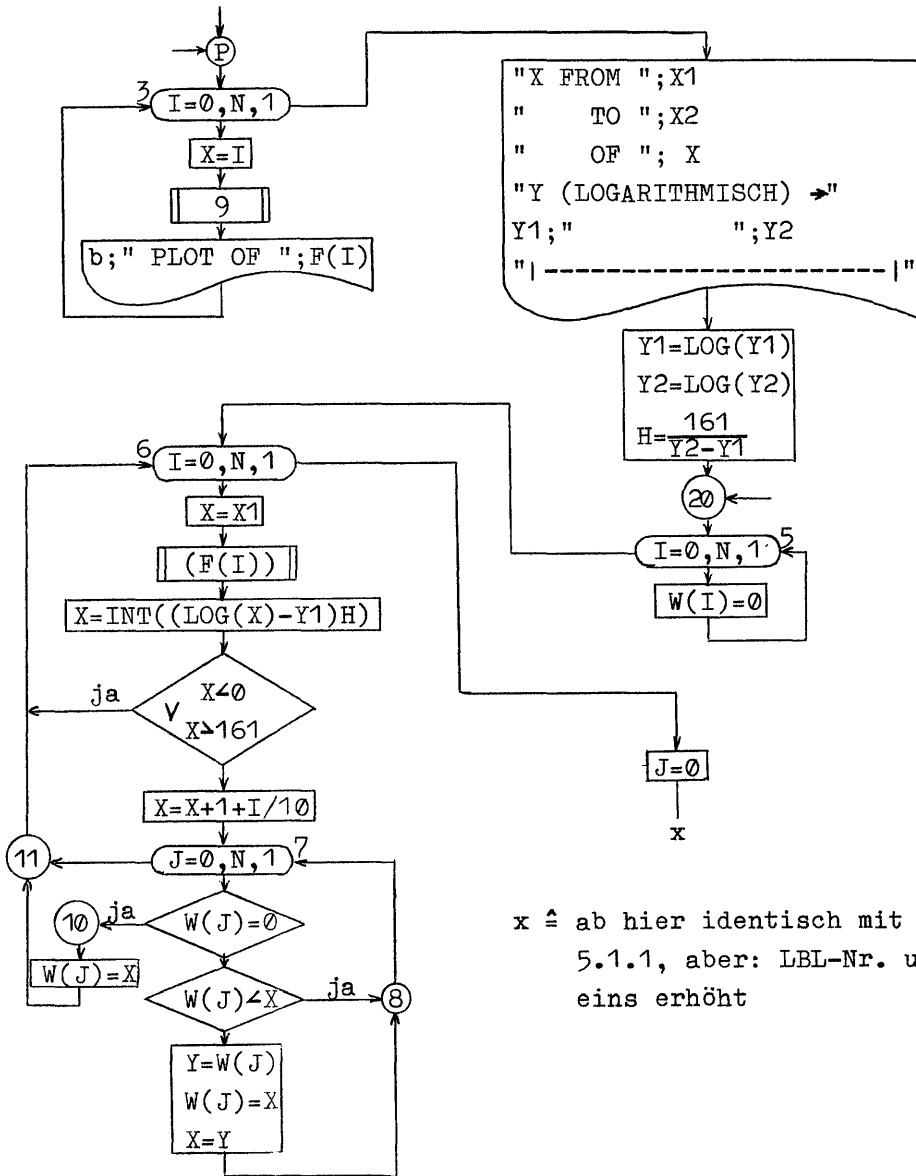 P
3
I=0,N,1
X=I
9
b;" PLOT OF ";F(I)
"X FROM ";X1
" TO ";X2
" OF "; X
"Y (LOGARITHMISCH) →"
Y1;" ";Y2
"|------------------------|"
Y1=LOG(Y1)
Y2=LOG(Y2)
H=161/Y2-Y1
20
5
I=0,N,1
W(I)=0
6
I=0,N,1
X=X1
(F(I))
X=INT((LOG(X)-Y1)H)
ja
X<0
V
X>161
X=X+1+I/10
J=0
x
11
J=0,N,1
7
10
ja
W(J)=0
W(J)=X
W(J)<X
ja
8
Y=W(J)
W(J)=X
X=Y
x ≙ ab hier identisch mit
5.1.1, aber: LBL-Nr. u
eins erhöht